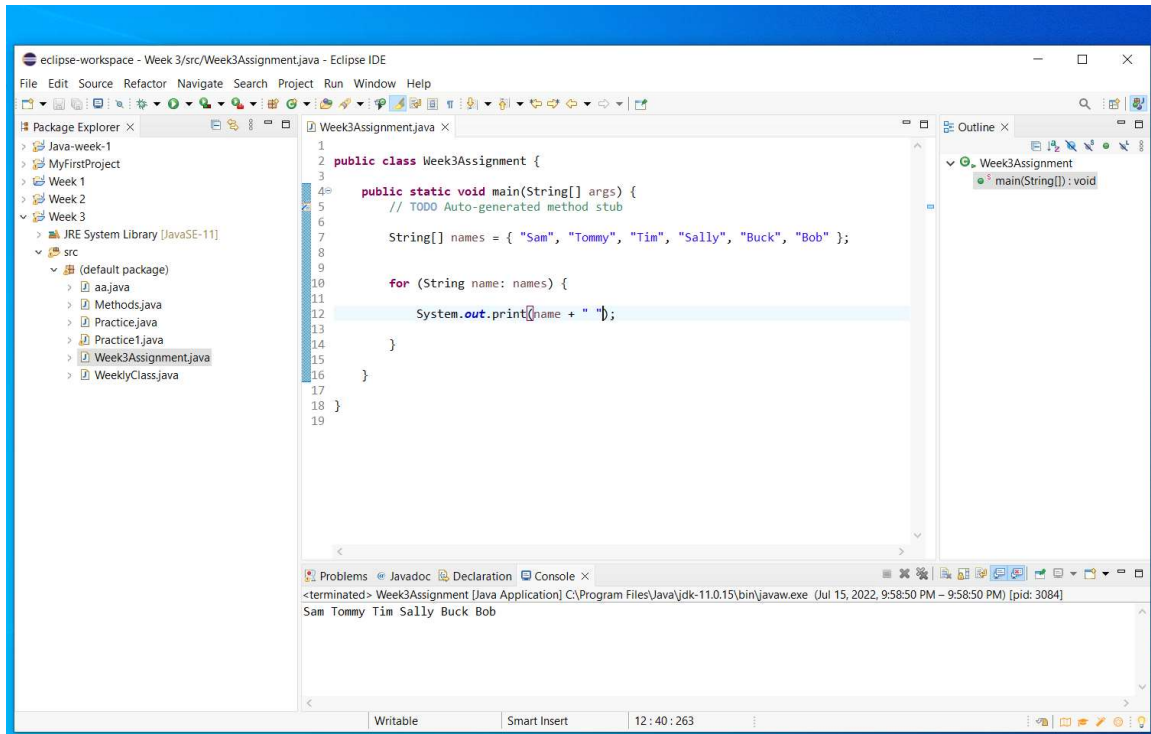 eclipse-workspace - Week 3/src/Week3Assignment.java - Eclipse IDE
File Edit Source Refactor Navigate Search Project Run Window Help
Package Explorer
Java-week-1
MyFirstProject
Week 1
Week 2
Week 3
JRE System Library [JavaSE-11]
src
(default package)
aa.java
Methods.java
Practice.java
Practice1.java
Week3Assignment.java
WeeklyClass.java
Week3Assignment.java
1
2 public class Week3Assignment {
3
4 public static void main(String[] args) {
5 // TODO Auto-generated method stub
6
7 String[] names = { "Sam", "Tommy", "Tim", "Sally", "Buck", "Bob" };
8
9
10 for (String name: names) {
11
12 System.out.print(name + " ");
13
14 }
15
16 }
17
18 }
19
Outline
Week3Assignment
main(String[]) : void
Problems Javadoc Declaration Console
<terminated> Week3Assignment [Java Application] C:\Program Files\Java\jdk-11.0.15\bin\javaw.exe (Jul 15, 2022, 9:58:50 PM – 9:58:50 PM) [pid: 3084]
Sam Tommy Tim Sally Buck Bob
Writable Smart Insert 12 : 40 : 263